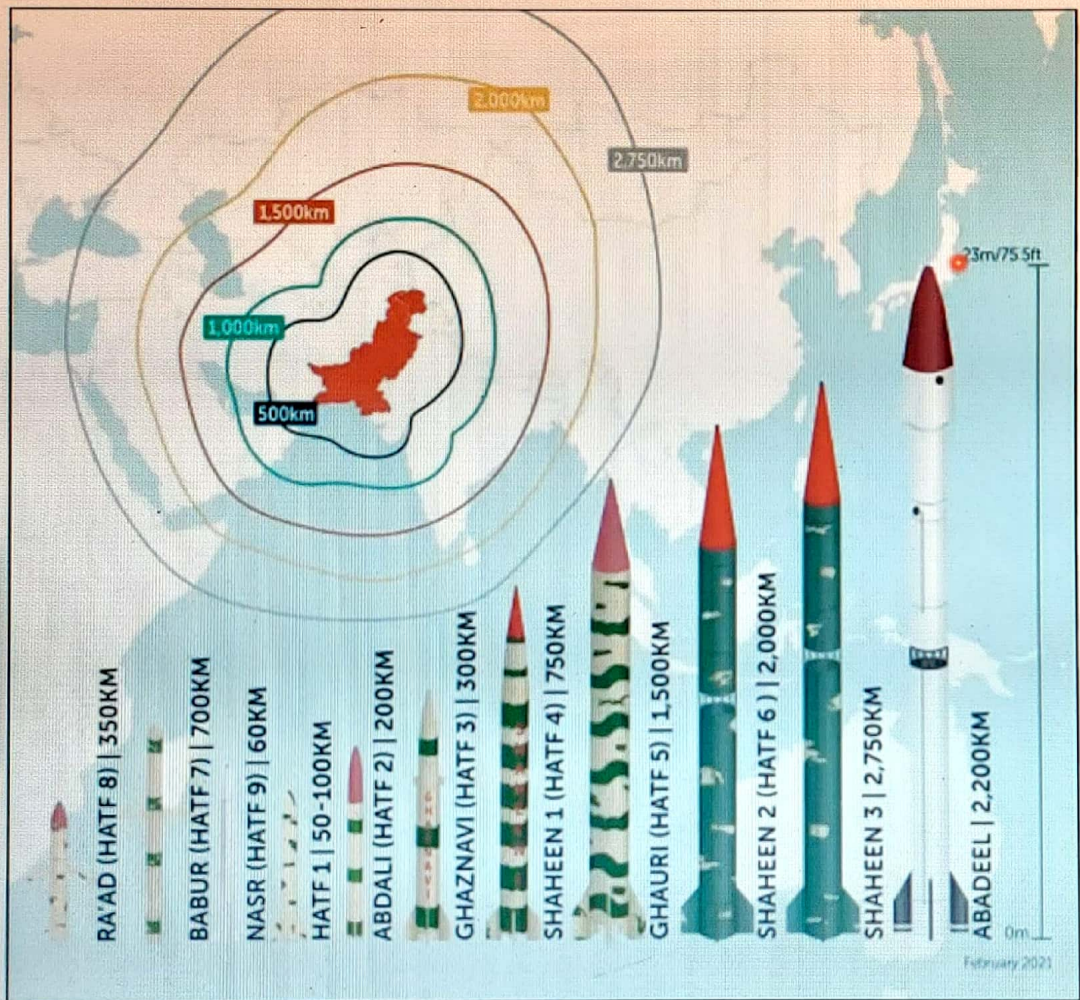 2,000km
2,750km
1,500km
23m/75.5ft
1,000km
500km
RA'AD (HATF 8) | 350KM
BABUR (HATF 7) | 700KM
NASR (HATF 9) | 60KM
HATF 1 | 50-100KM
ABDALI (HATF 2) | 200KM
GHAZNAVI (HATF 3) | 300KM
SHAHEEN 1 (HATF 4) | 750KM
GHAURI (HATF 5) | 1,500KM
SHAHEEN 2 (HATF 6 ) | 2,000KM
SHAHEEN 3 | 2,750KM
ABADEEL | 2,200KM
0m
February 2021